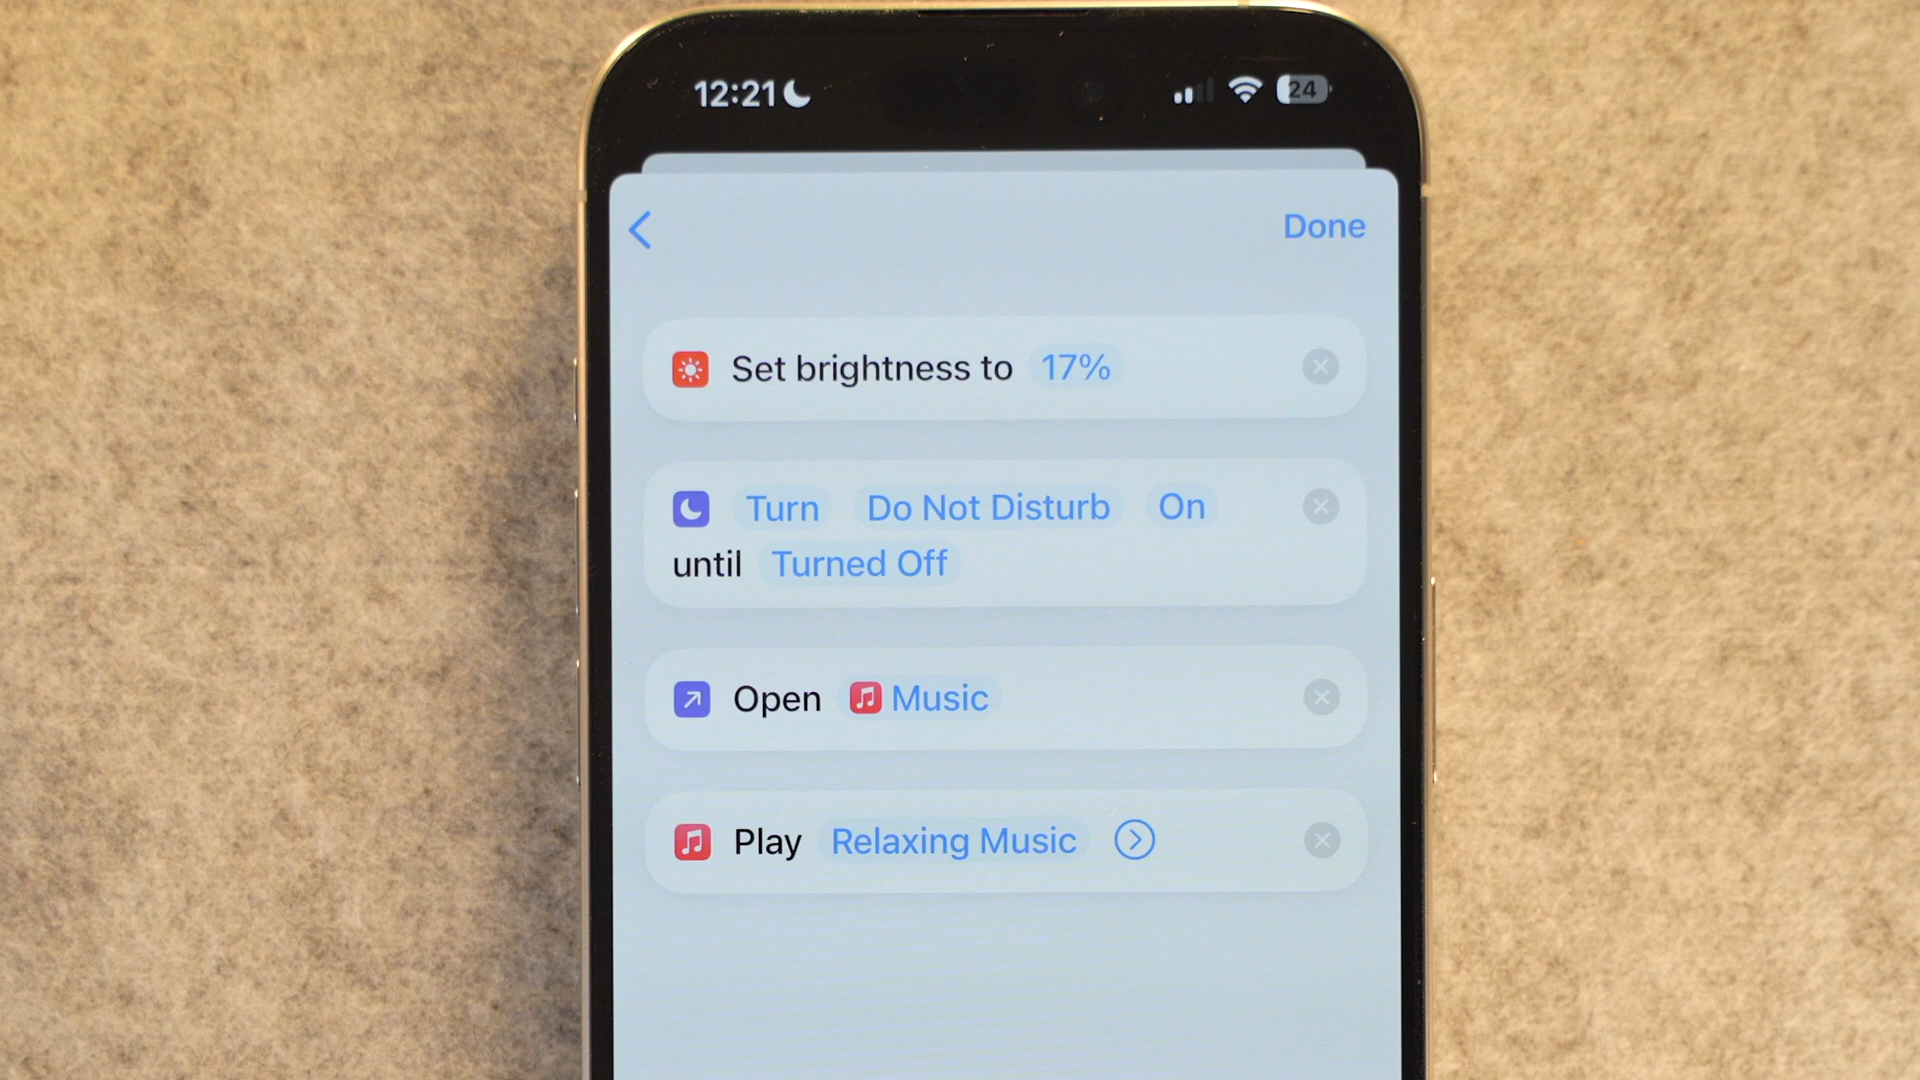 12:21 24
Done
Set brightness to 17%
Turn Do Not Disturb On
until Turned Off
Open Music
Play Relaxing Music